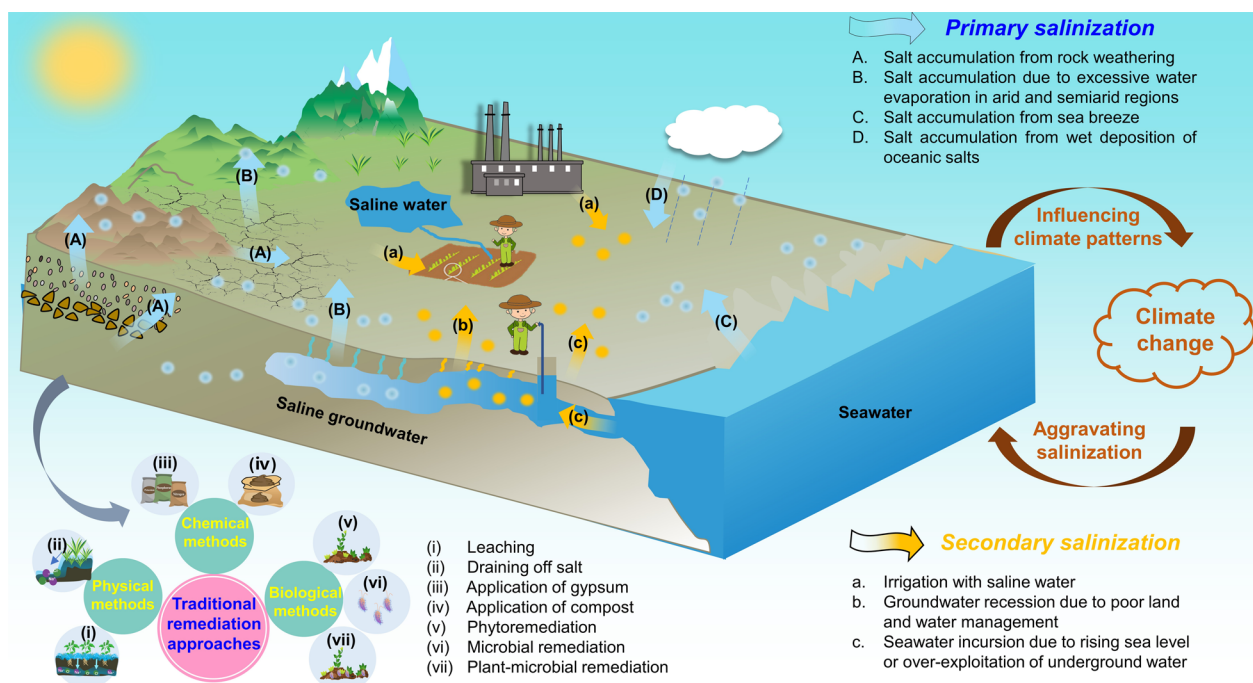 Primary salinization
A. Salt accumulation from rock weathering
B. Salt accumulation due to excessive water
evaporation in arid and semiarid regions
C. Salt accumulation from sea breeze
D. Salt accumulation from wet deposition of
oceanic salts
(B)
(D)
Saline water
(a)
(A)
(A)
(a)
(A)
(B)
(b)
(c)
(C)
(c)
Saline groundwater
Seawater
Influencing
climate patterns
Climate
change
Aggravating
salinization
(iii)
(iv)
Chemical
methods
(v)
(ii)
Physical
methods
Biological
methods
(vi)
Traditional
remediation
approaches
(i)
(vii)
(i) Leaching
(ii) Draining off salt
(iii) Application of gypsum
(iv) Application of compost
(v) Phytoremediation
(vi) Microbial remediation
(vii) Plant-microbial remediation
Secondary salinization
a. Irrigation with saline water
b. Groundwater recession due to poor land
and water management
c. Seawater incursion due to rising sea level
or over-exploitation of underground water